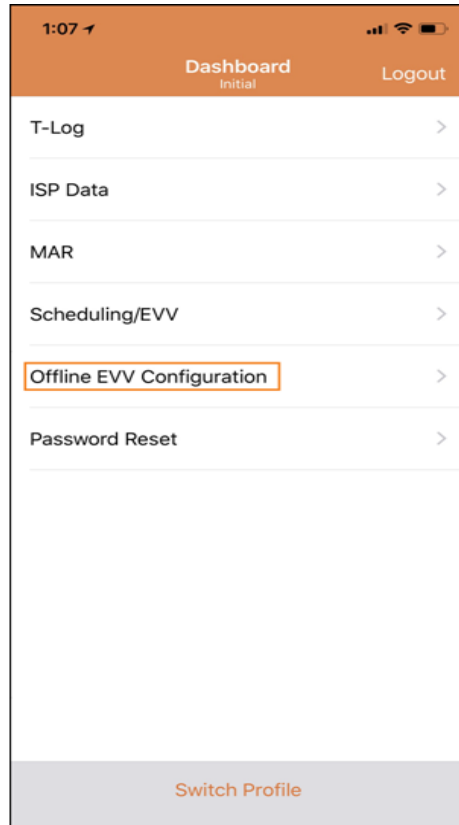 1:07
Dashboard
Initial
Logout
T-Log
ISP Data
MAR
Scheduling/EVV
Offline EVV Configuration
Password Reset
Switch Profile